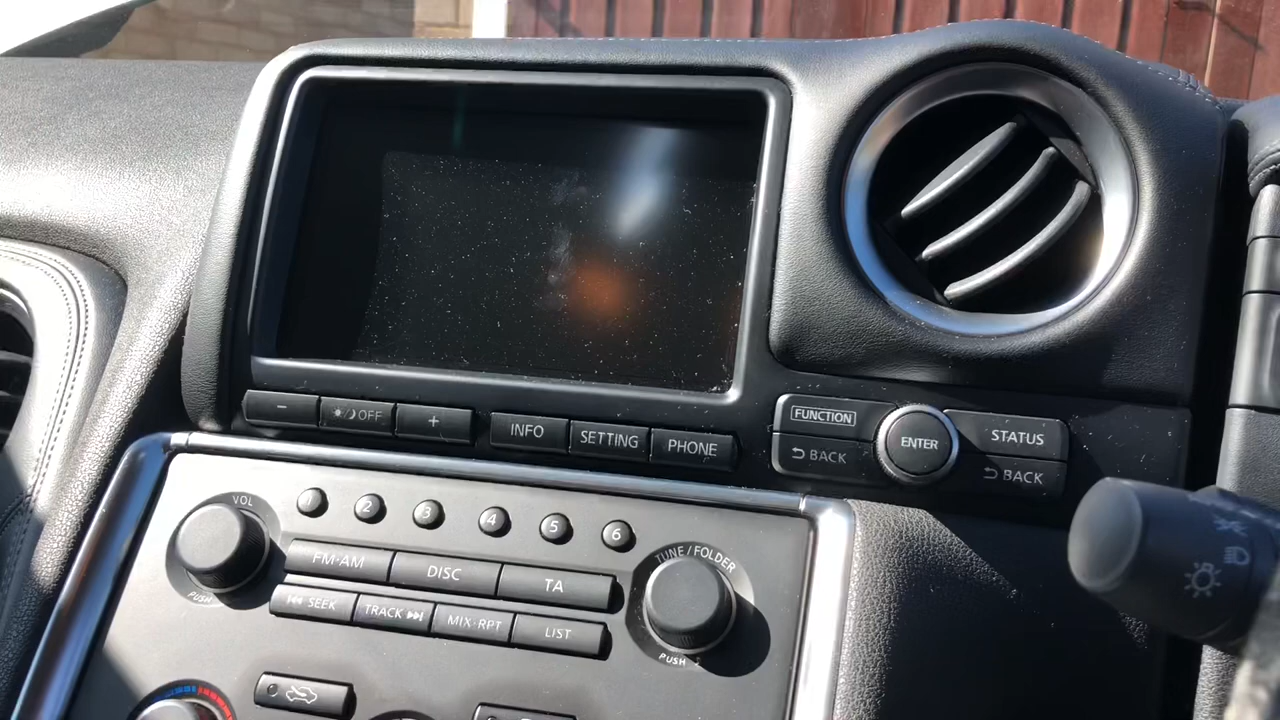 −
OFF
+
INFO
SETTING
PHONE
FUNCTION
BACK
ENTER
STATUS
BACK
VOL
PUSH
1
2
3
4
5
6
FM·AM
DISC
TA
SEEK
TRACK
MIX·RPT
LIST
TUNE / FOLDER
PUSH